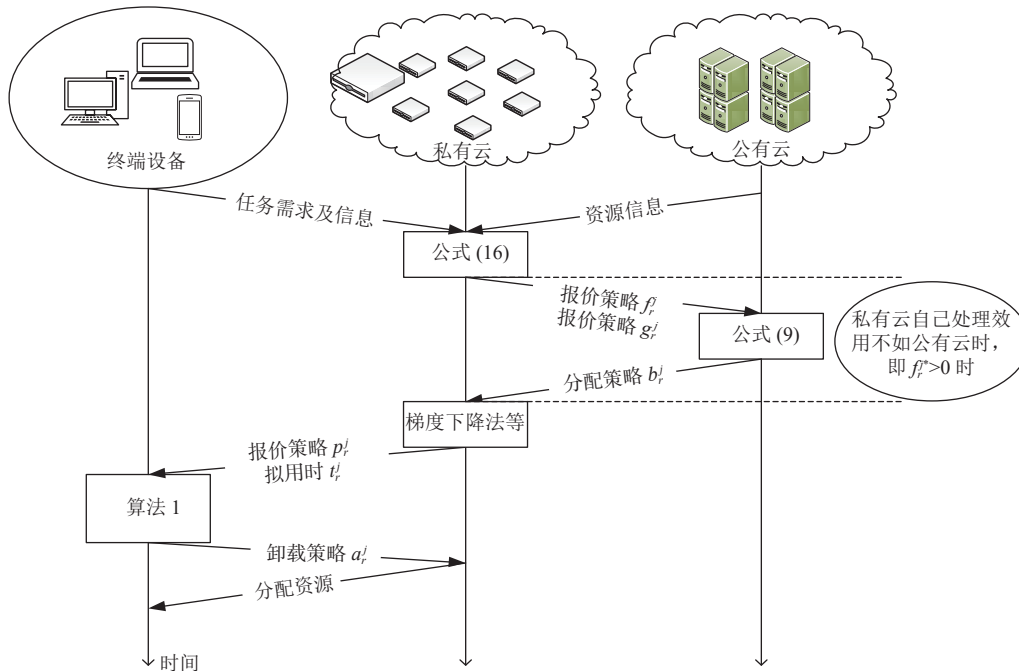 终端设备
私有云
公有云
任务需求及信息
资源信息
公式 (16)
报价策略 f_r^j
报价策略 g_r^j
公式 (9)
私有云自己处理效
用不如公有云时，
即 f_r^{j*}>0 时
分配策略 b_r^j
梯度下降法等
报价策略 p_r^j
拟用时 t_r^j
算法 1
卸载策略 a_r^j
分配资源
时间